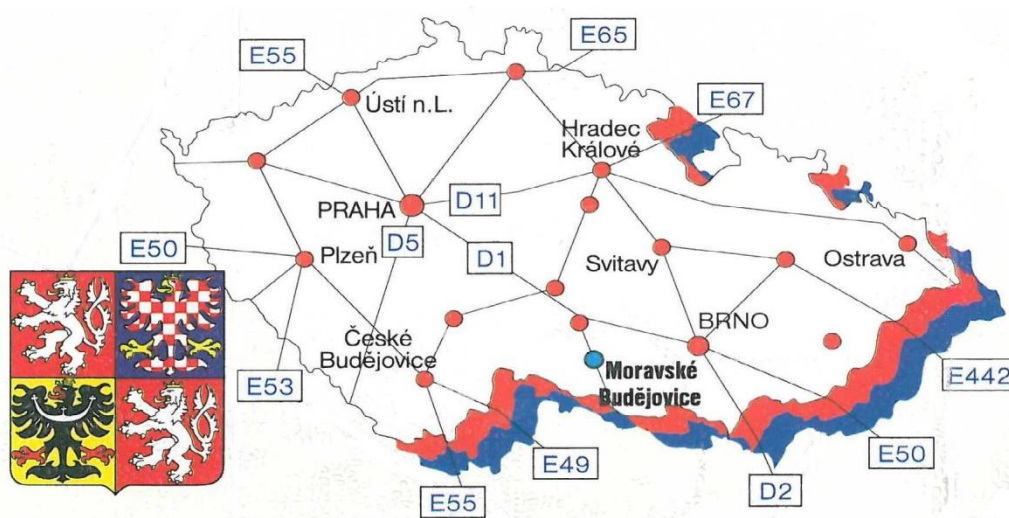 E65
E55
Ústí n.L.
E67
Hradec
Králové
PRAHA
D11
D5
D1
E50
Plzeň
Svitavy
Ostrava
BRNO
České
Budějovice
Moravské
Budějovice
E53
E442
E50
E49
E55
D2